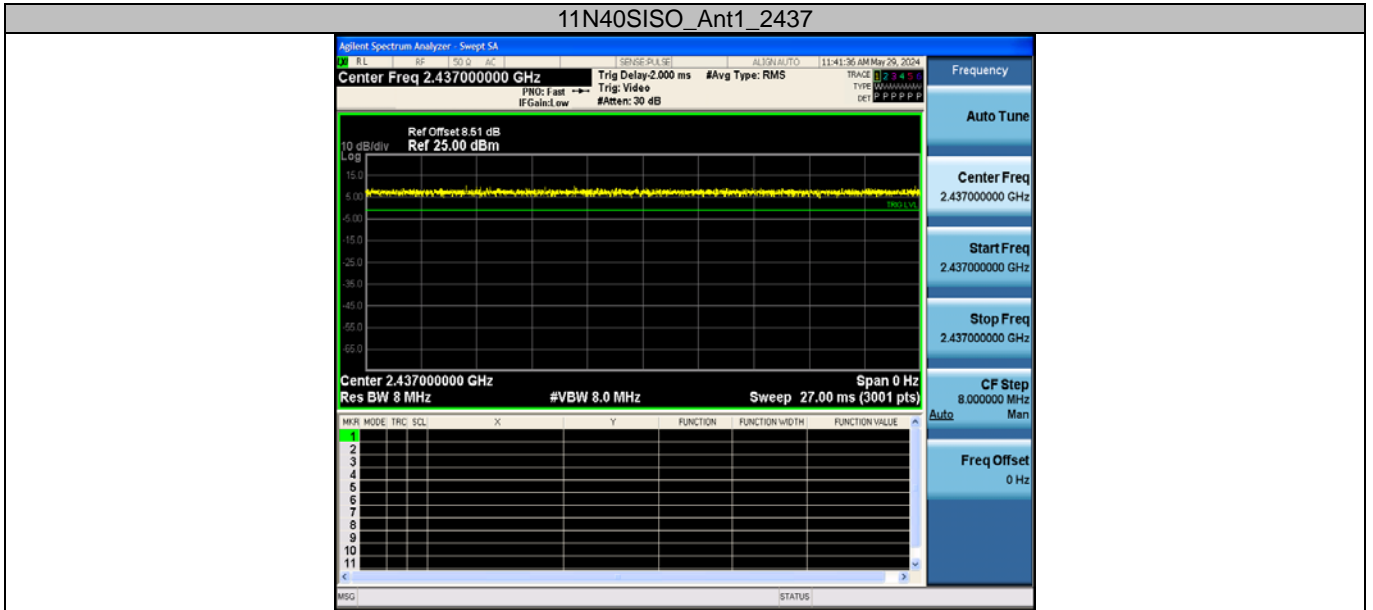 11N40SISO_Ant1_2437
Agilent Spectrum Analyzer - Swept SA
RL RF 50 Ω AC SENSE:PULSE ALIGN AUTO 11:41:36 AM May 29, 2024
Center Freq 2.437000000 GHz
PNO: Fast
IFGain:Low
Trig Delay-2.000 ms
Trig: Video
#Atten: 30 dB
#Avg Type: RMS
TRACE 1 2 3 4 5 6
TYPE
DET P P P P P P
Ref Offset 8.51 dB
10 dB/div Ref 25.00 dBm
Log
15.0
5.00
TRIG LVL
-5.00
-15.0
-25.0
-35.0
-45.0
-55.0
-65.0
Center 2.437000000 GHz Span 0 Hz
Res BW 8 MHz #VBW 8.0 MHz Sweep 27.00 ms (3001 pts)
MKR MODE TRC SCL X Y FUNCTION FUNCTION WIDTH FUNCTION VALUE
1
2
3
4
5
6
7
8
9
10
11
MSG STATUS
Frequency
Auto Tune
Center Freq
2.437000000 GHz
Start Freq
2.437000000 GHz
Stop Freq
2.437000000 GHz
CF Step
8.000000 MHz
Auto Man
Freq Offset
0 Hz